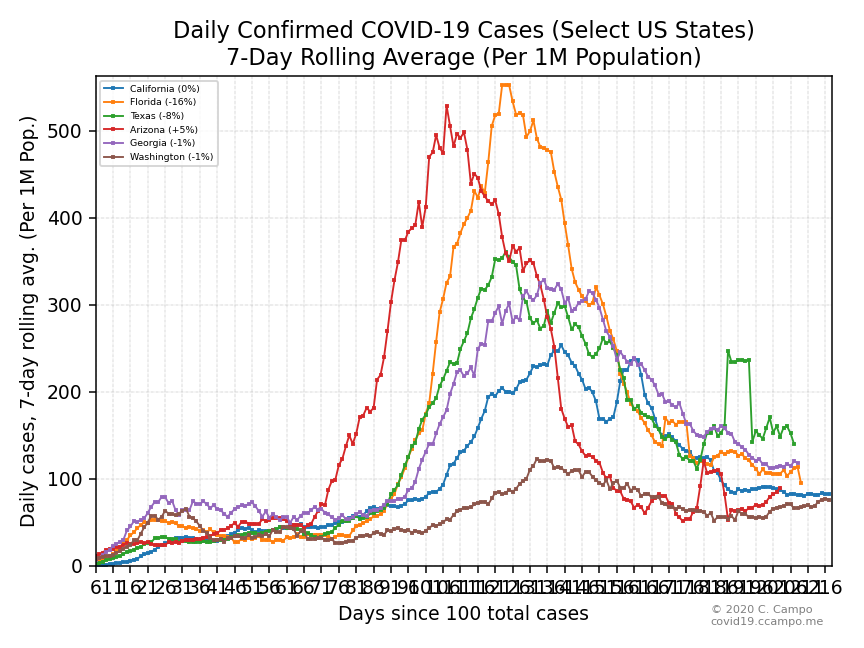 Daily Confirmed COVID-19 Cases (Select US States)
7-Day Rolling Average (Per 1M Population)
California (0%)
Florida (-16%)
Texas (-8%)
Arizona (+5%)
Georgia (-1%)
Washington (-1%)
Daily cases, 7-day rolling avg. (Per 1M Pop.)
500
400
300
200
100
0
Days since 100 total cases
© 2020 C. Campo
covid19.ccampo.me